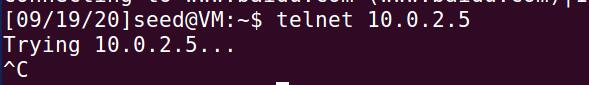 [09/19/20]seed@VM:~$ telnet 10.0.2.5
Trying 10.0.2.5...
^C